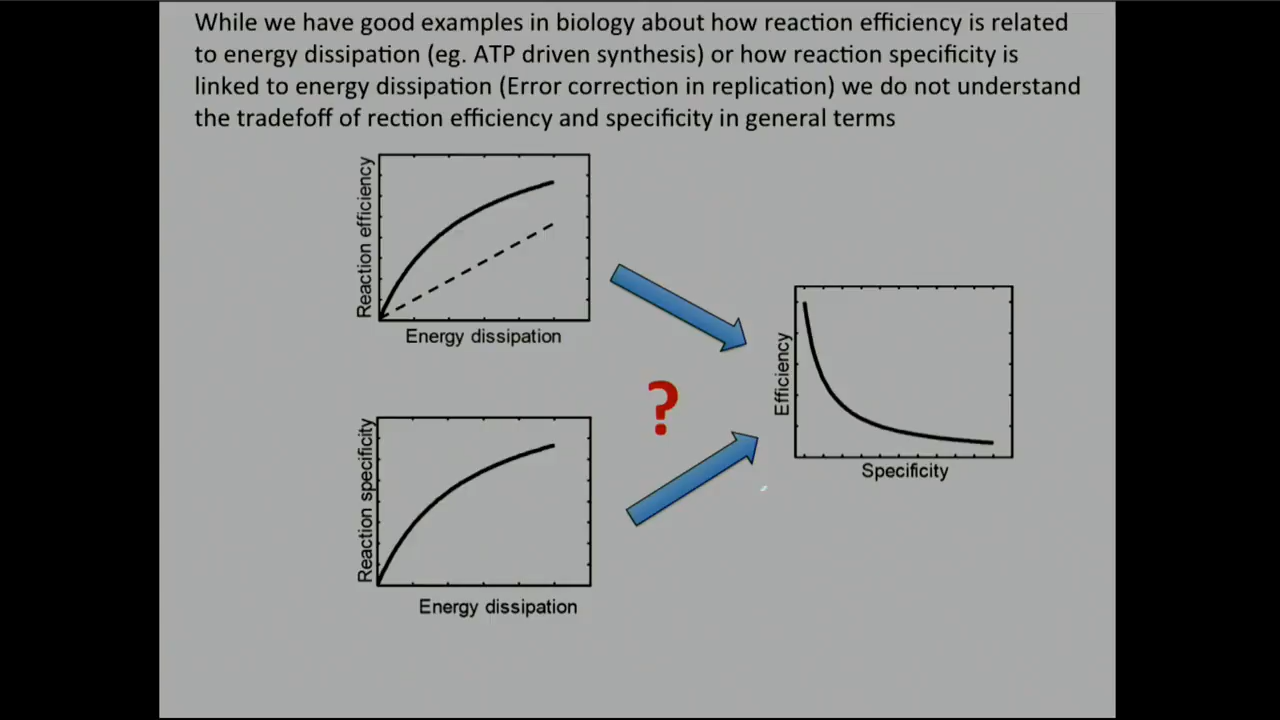 While we have good examples in biology about how reaction efficiency is related
to energy dissipation (eg. ATP driven synthesis) or how reaction specificity is
linked to energy dissipation (Error correction in replication) we do not understand
the tradefoff of rection efficiency and specificity in general terms
Reaction efficiency
Energy dissipation
?
Efficiency
Specificity
Reaction specificity
Energy dissipation